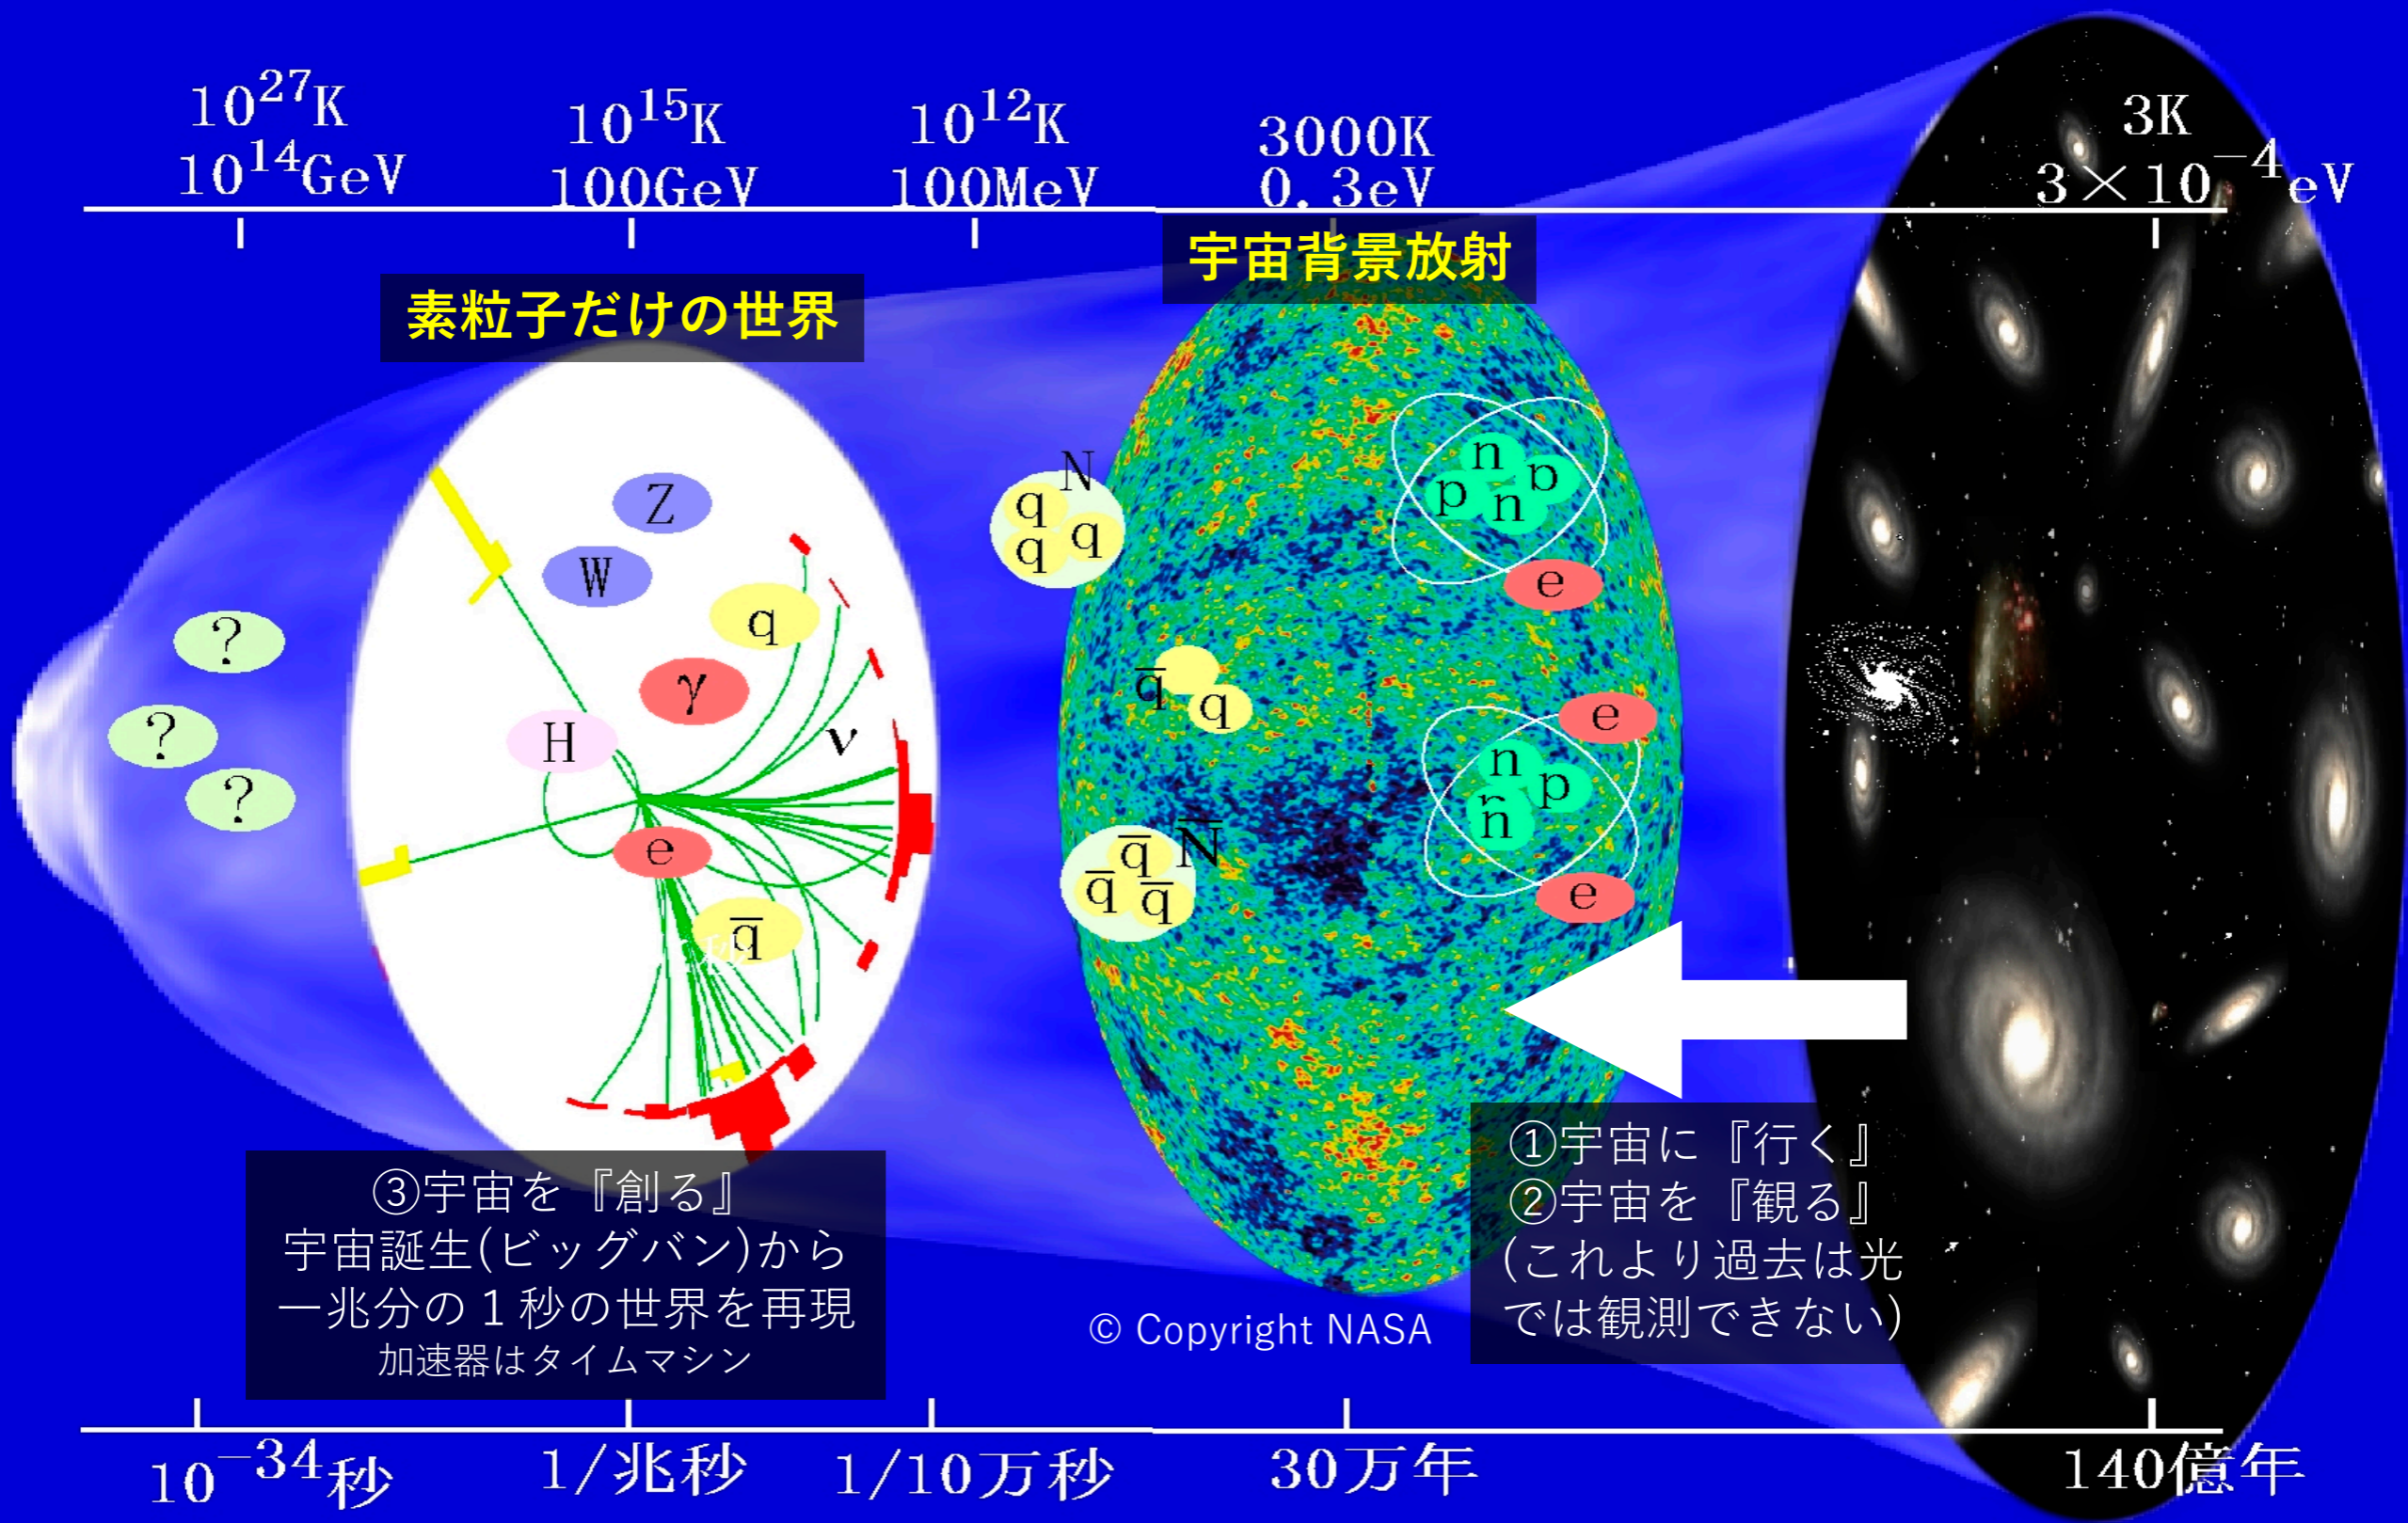 10²⁷K
10¹⁴GeV
10¹⁵K
100GeV
10¹²K
100MeV
3000K
0.3eV
3K
3×10⁻⁴eV
素粒子だけの世界
宇宙背景放射
?
?
?
Z
W
q
γ
H
ν
e
q̅
N
q
q
q
q̅
q
N̅
q̅
q̅
q̅
n
p
p
n
e
e
n
p
n
e
③宇宙を『創る』
宇宙誕生(ビッグバン)から
一兆分の1秒の世界を再現
加速器はタイムマシン
①宇宙に『行く』
②宇宙を『観る』
(これより過去は光
では観測できない)
© Copyright NASA
10⁻³⁴秒
1/兆秒
1/10万秒
30万年
140億年